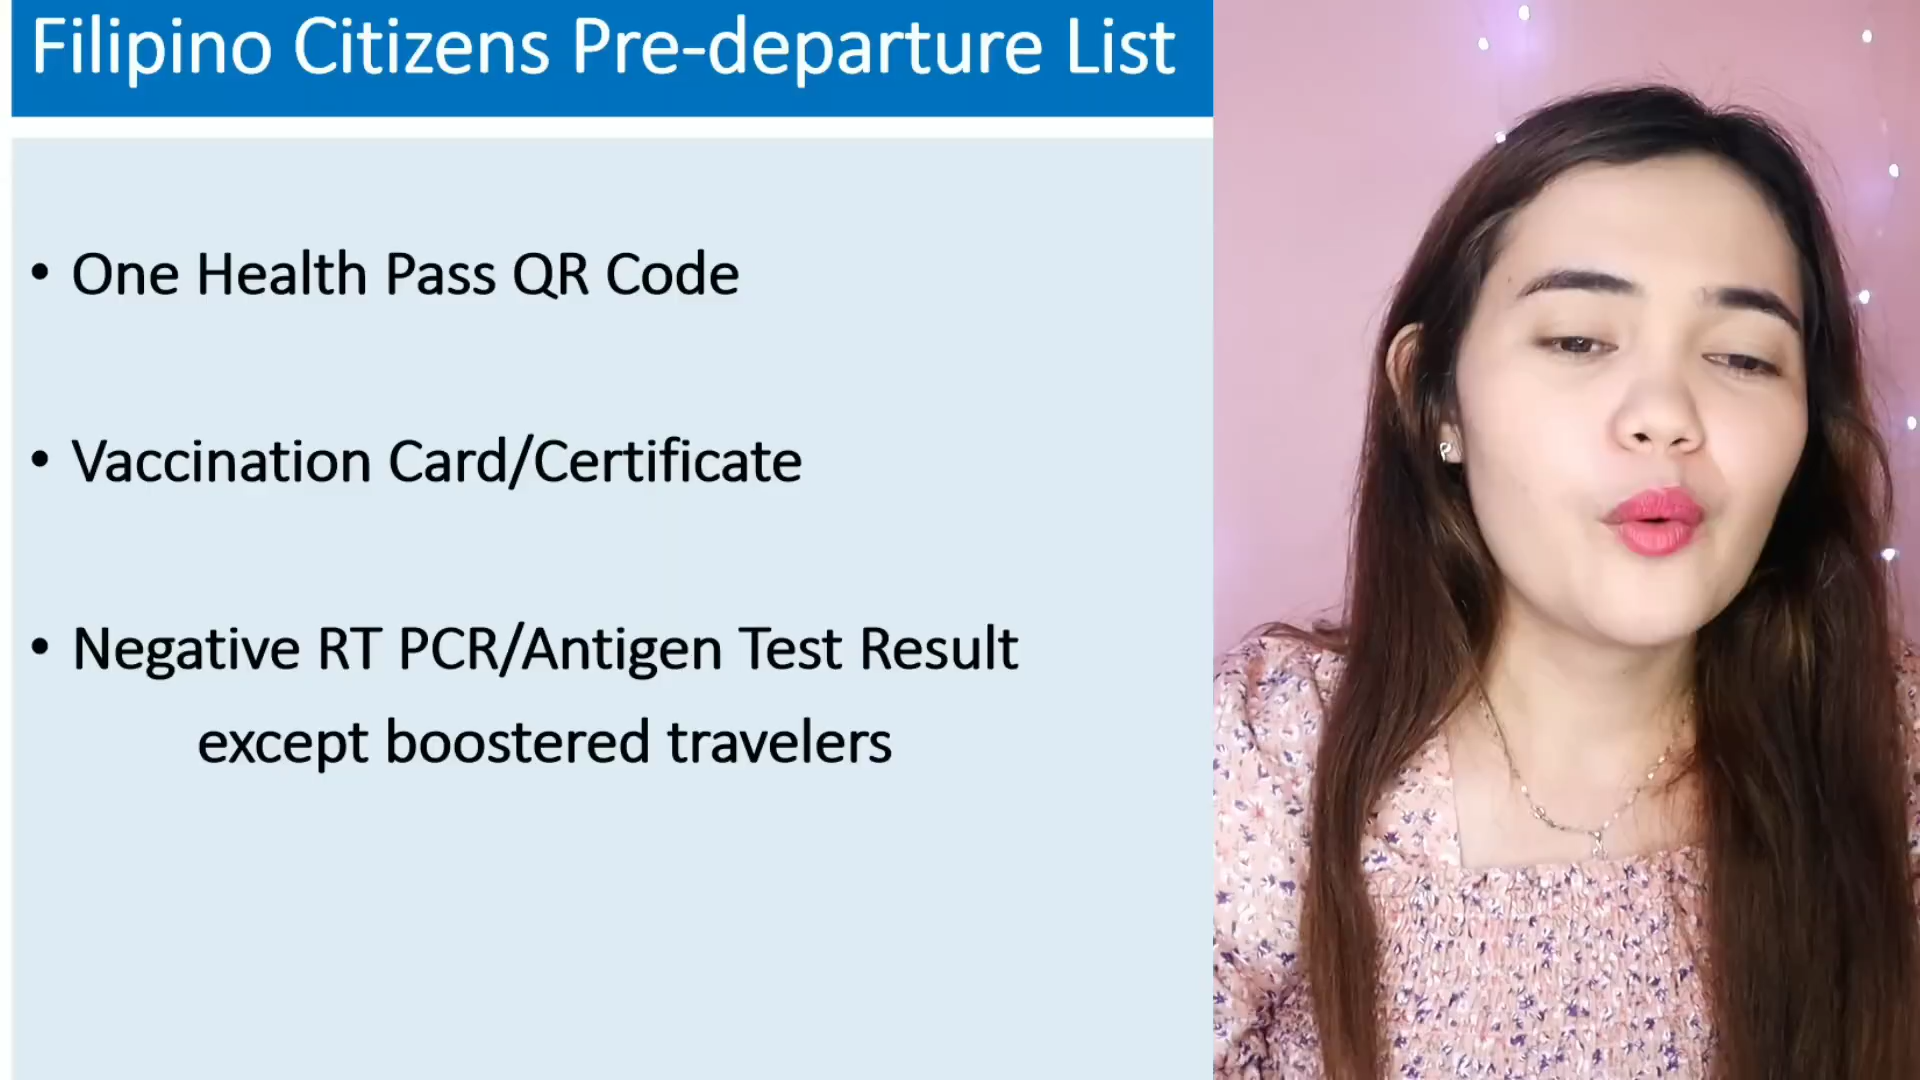 Filipino Citizens Pre-departure List
• One Health Pass QR Code
• Vaccination Card/Certificate
• Negative RT PCR/Antigen Test Result
except boostered travelers